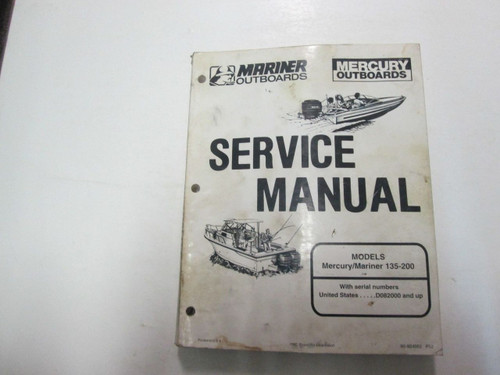 MARINER
OUTBOARDS
MERCURY
OUTBOARDS
SERVICE
MANUAL
MODELS
Mercury/Mariner 135-200
With serial numbers
United States . . . . . D082000 and up